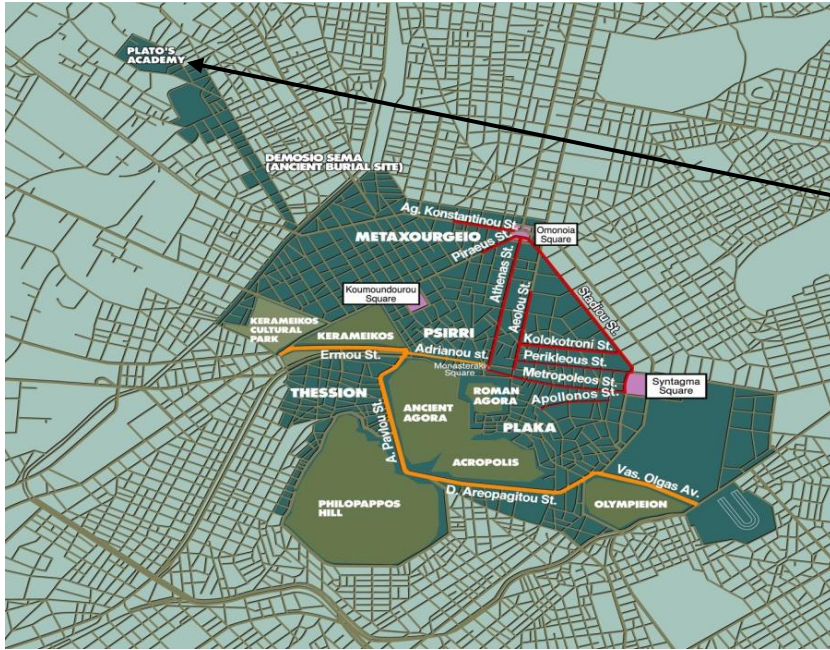 PLATO'S
ACADEMY
DEMOSIO SEMA
(ANCIENT BURIAL SITE)
Ag. Konstantinou St.
METAXOURGEIO
Piraeus St.
Omonoia
Square
Athenas St.
Aeolou St.
Stadiou St.
Koumoundourou
Square
KERAMEIKOS
CULTURAL
PARK
KERAMEIKOS
PSIRRI
Kolokotroni St.
Ermou St.
Adrianou st.
Perikleous St.
Monasteraki
Square
Metropoleos St.
Syntagma
Square
THESSION
ROMAN
AGORA
Apollonos St.
ANCIENT
AGORA
PLAKA
A. Pavlou St.
ACROPOLIS
Vas. Olgas Av.
PHILOPAPPOS
HILL
D. Areopagitou St.
OLYMPIEION